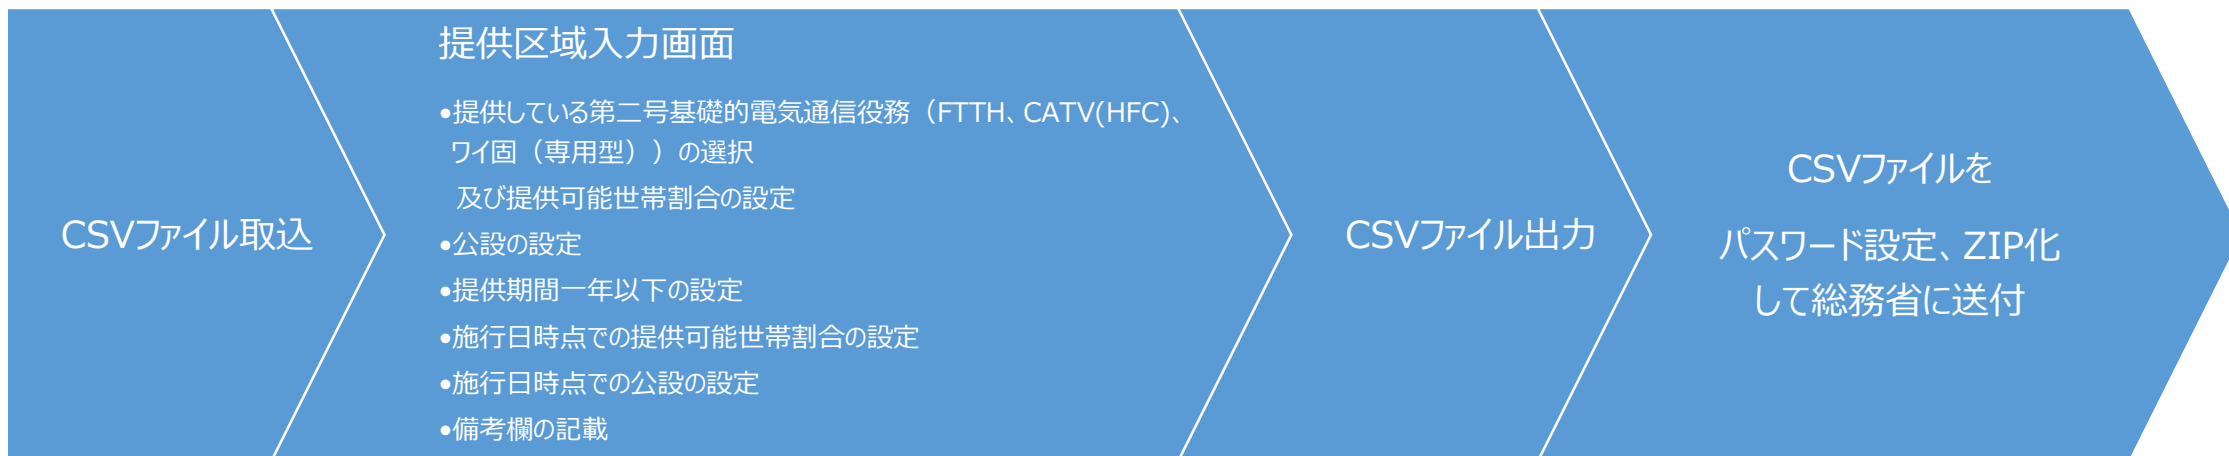 CSVファイル取込
提供区域入力画面
•提供している第二号基礎的電気通信役務（FTTH、CATV(HFC)、
ワイ固（専用型））の選択
及び提供可能世帯割合の設定
•公設の設定
•提供期間一年以下の設定
•施行日時点での提供可能世帯割合の設定
•施行日時点での公設の設定
•備考欄の記載
CSVファイル出力
CSVファイルを
パスワード設定、ZIP化
して総務省に送付